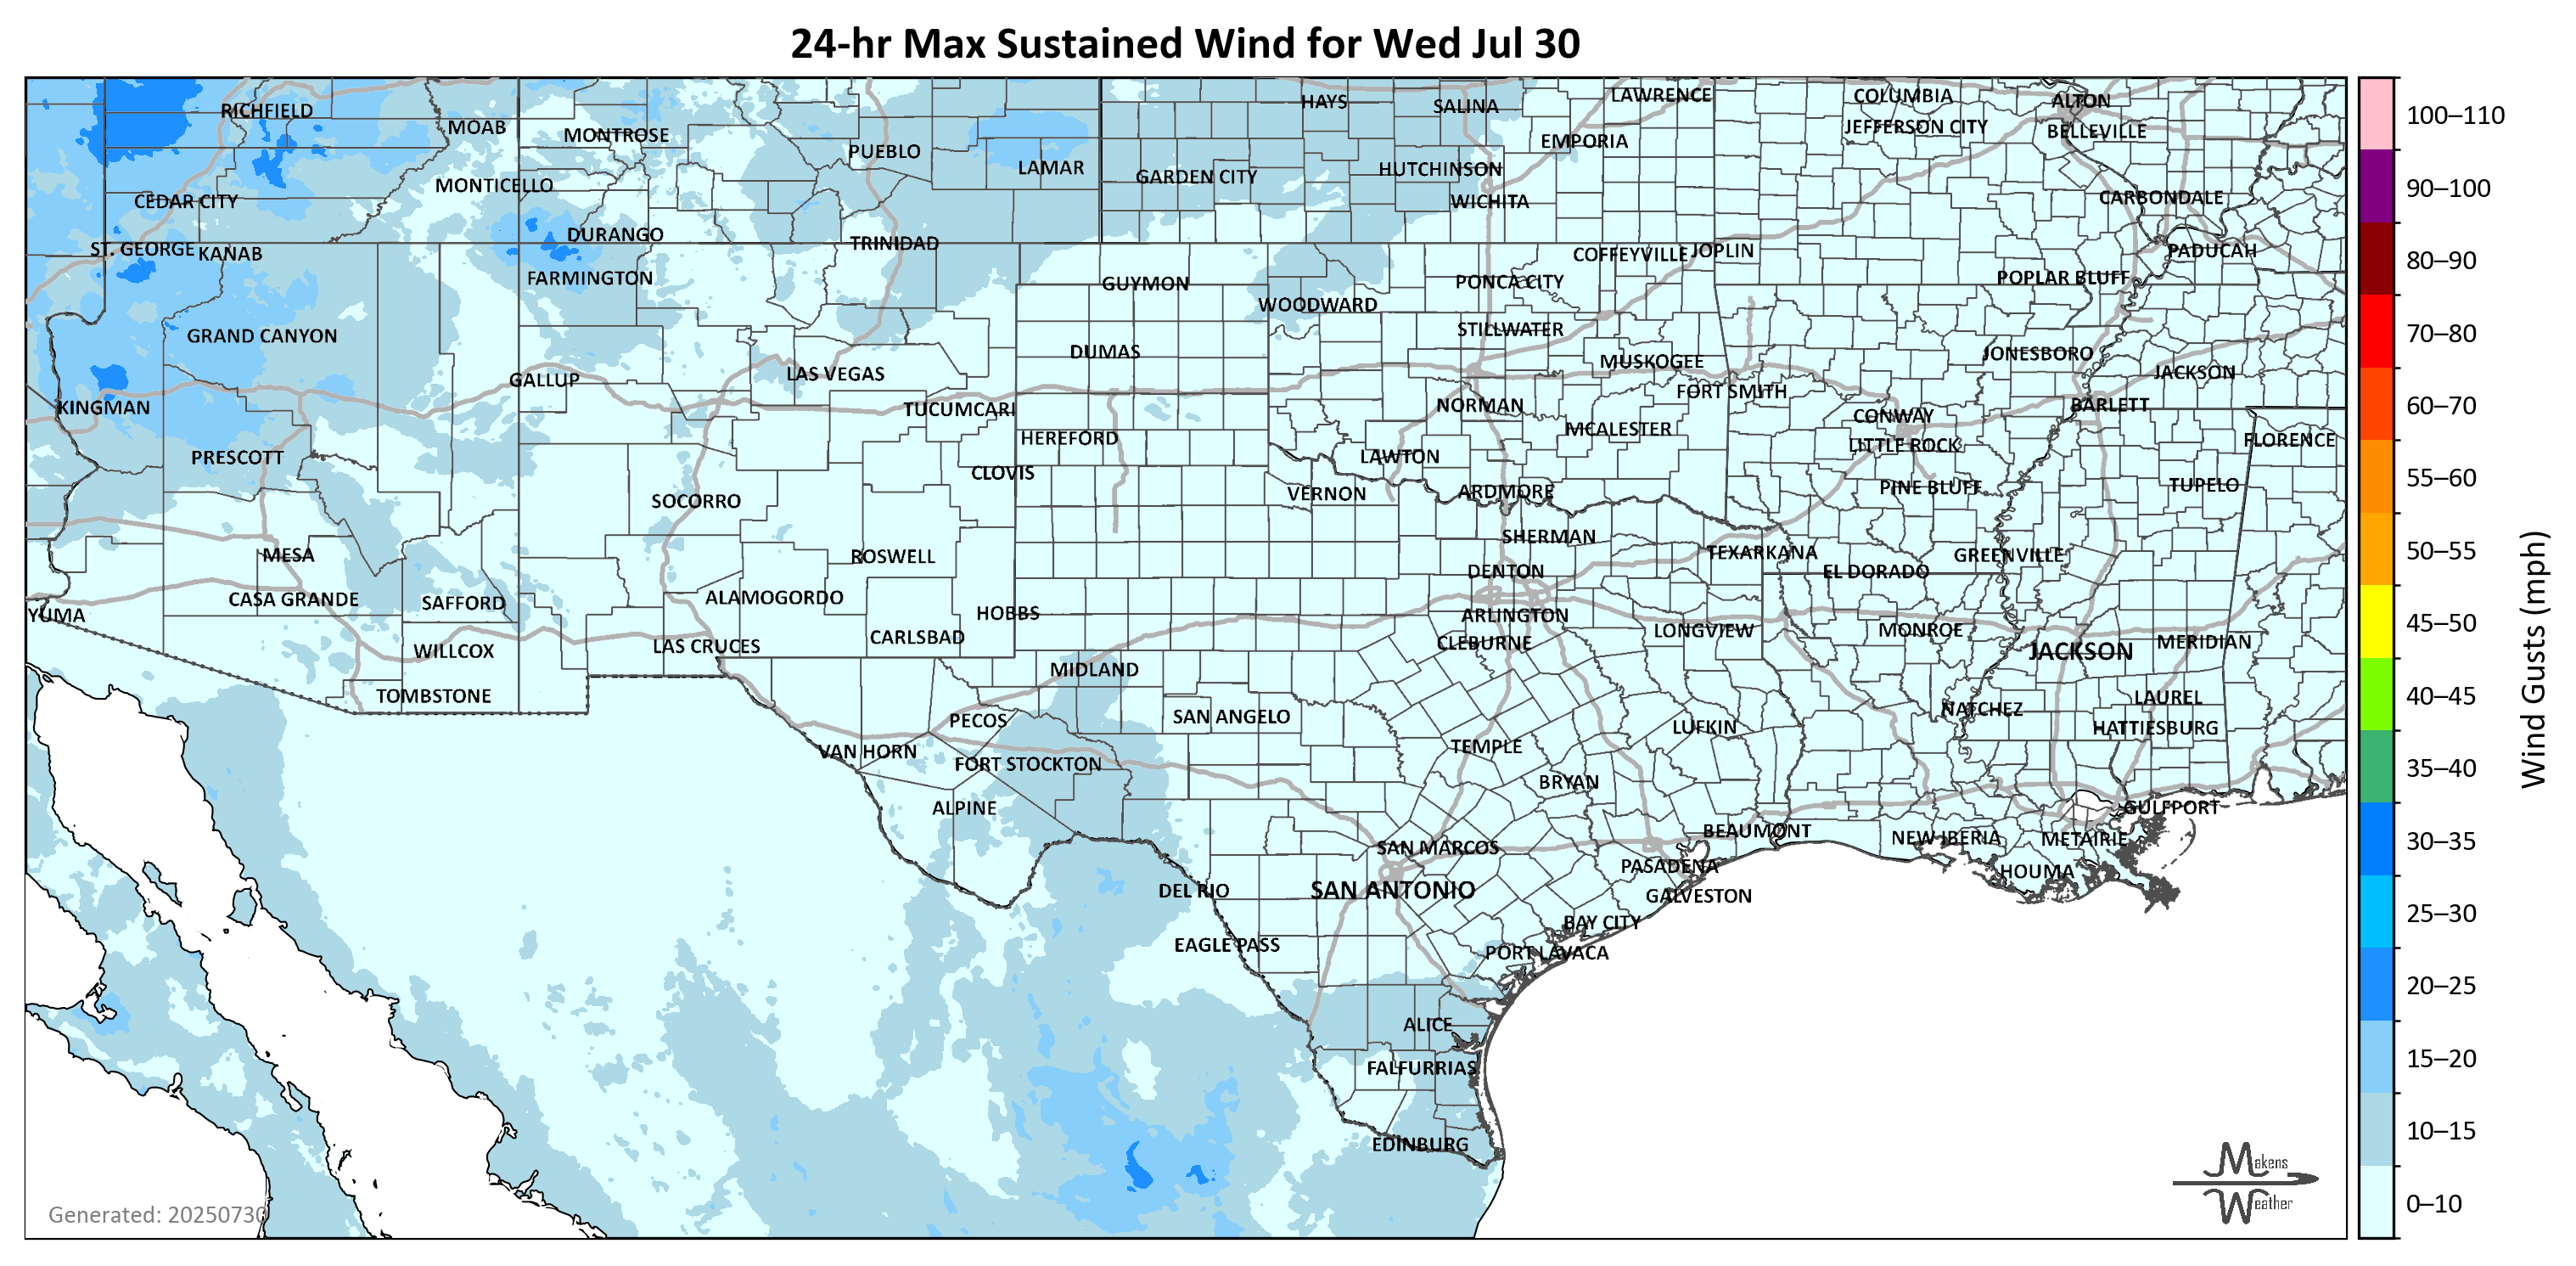 24-hr Max Sustained Wind for Wed Jul 30
RICHFIELD
MOAB
MONTROSE
PUEBLO
LAMAR
HAYS
SALINA
LAWRENCE
COLUMBIA
ALTON
EMPORIA
JEFFERSON CITY
BELLEVILLE
MONTICELLO
GARDEN CITY
HUTCHINSON
CEDAR CITY
WICHITA
CARBONDALE
ST. GEORGE
KANAB
DURANGO
TRINIDAD
COFFEYVILLE
JOPLIN
PADUCAH
FARMINGTON
GUYMON
PONCA CITY
POPLAR BLUFF
WOODWARD
GRAND CANYON
STILLWATER
DUMAS
MUSKOGEE
JONESBORO
GALLUP
LAS VEGAS
FORT SMITH
JACKSON
KINGMAN
TUCUMCARI
NORMAN
CONWAY
BARLETT
HEREFORD
MCALESTER
LITTLE ROCK
FLORENCE
PRESCOTT
CLOVIS
LAWTON
SOCORRO
VERNON
ARDMORE
PINE BLUFF
TUPELO
MESA
ROSWELL
SHERMAN
TEXARKANA
GREENVILLE
CASA GRANDE
SAFFORD
ALAMOGORDO
DENTON
EL DORADO
YUMA
HOBBS
ARLINGTON
WILLCOX
LAS CRUCES
CARLSBAD
CLEBURNE
LONGVIEW
MONROE
JACKSON
MERIDIAN
TOMBSTONE
MIDLAND
PECOS
SAN ANGELO
LUFKIN
NATCHEZ
LAUREL
HATTIESBURG
VAN HORN
FORT STOCKTON
TEMPLE
BRYAN
ALPINE
GULFPORT
SAN MARCOS
BEAUMONT
NEW IBERIA
METAIRIE
DEL RIO
SAN ANTONIO
PASADENA
GALVESTON
HOUMA
EAGLE PASS
BAY CITY
PORT LAVACA
ALICE
FALFURRIAS
EDINBURG
Generated: 20250730
Makens
Weather
100–110
90–100
80–90
70–80
60–70
55–60
50–55
45–50
40–45
35–40
30–35
25–30
20–25
15–20
10–15
0–10
Wind Gusts (mph)